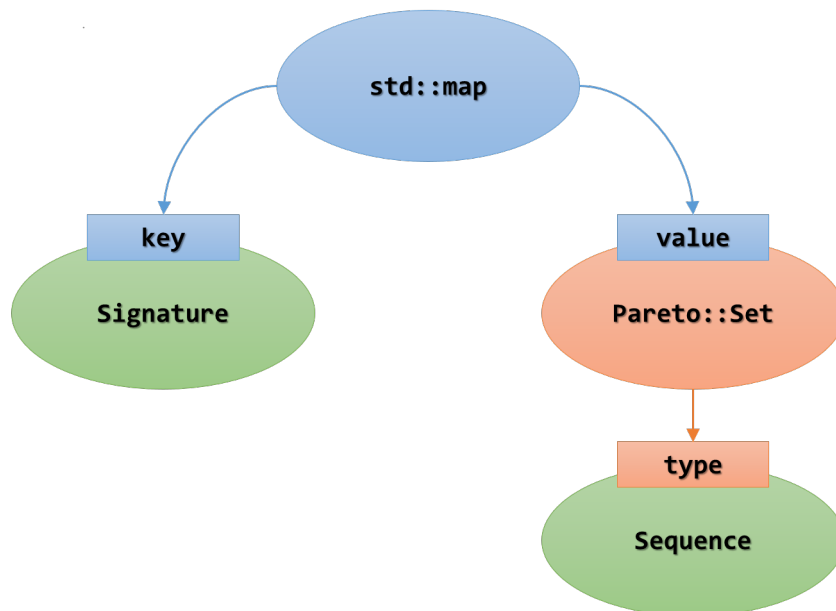 std::map
key
value
Signature
Pareto::Set
type
Sequence